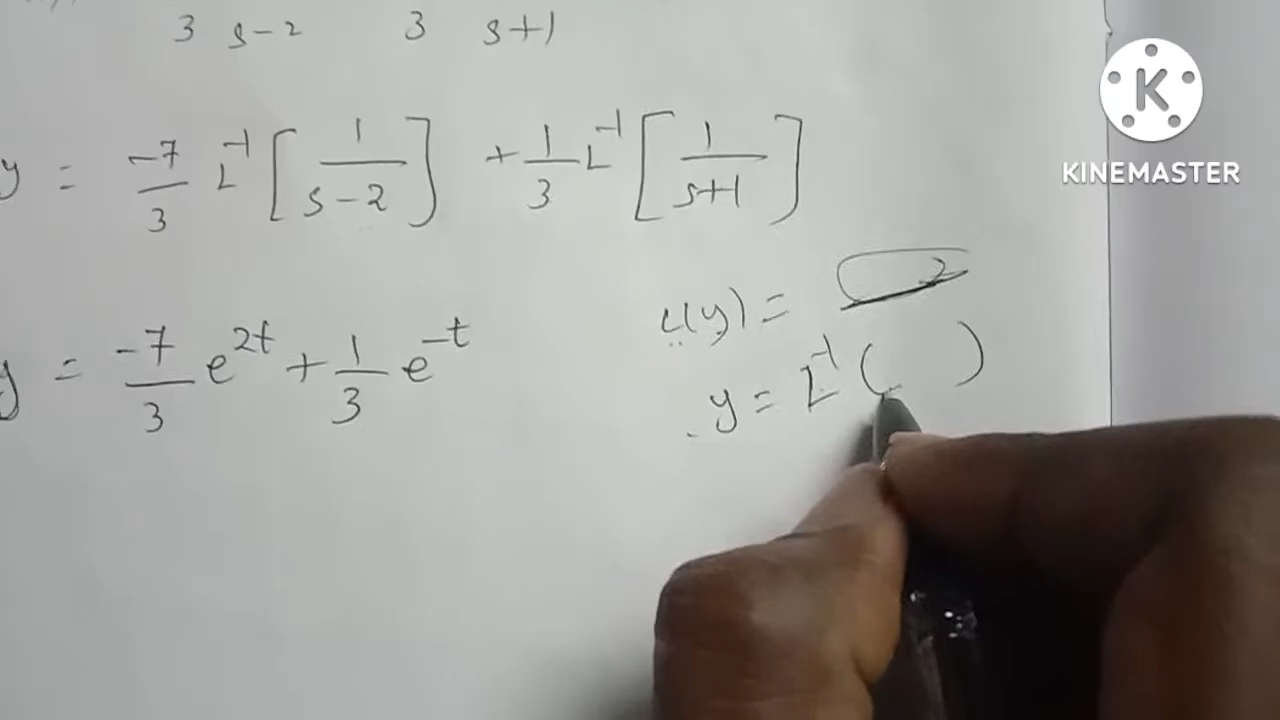 3 s-2 3 s+1
y = -7/3 L^-1 [1/(s-2)] + 1/3 L^-1 [1/(s+1)]
y = -7/3 e^2t + 1/3 e^-t
L(y) =
y = L^-1 ( )
K
KINEMASTER